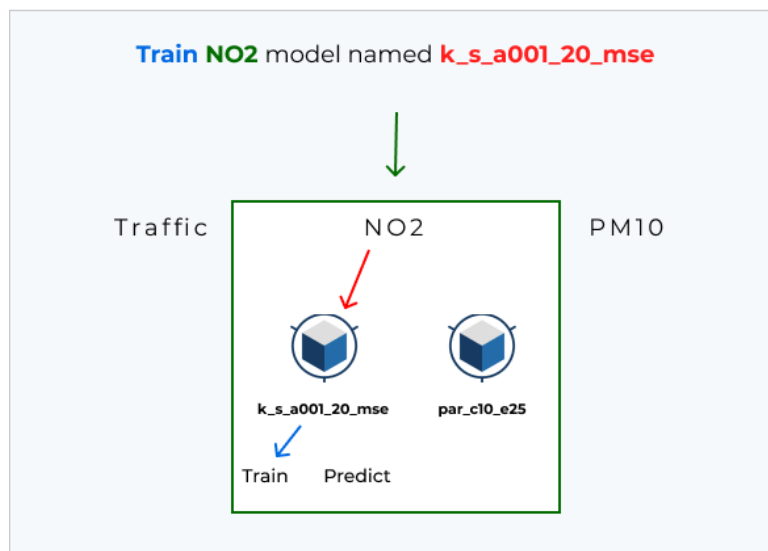 Train NO2 model named k_s_a001_20_mse
Traffic NO2 PM10
k_s_a001_20_mse par_c10_e25
Train Predict